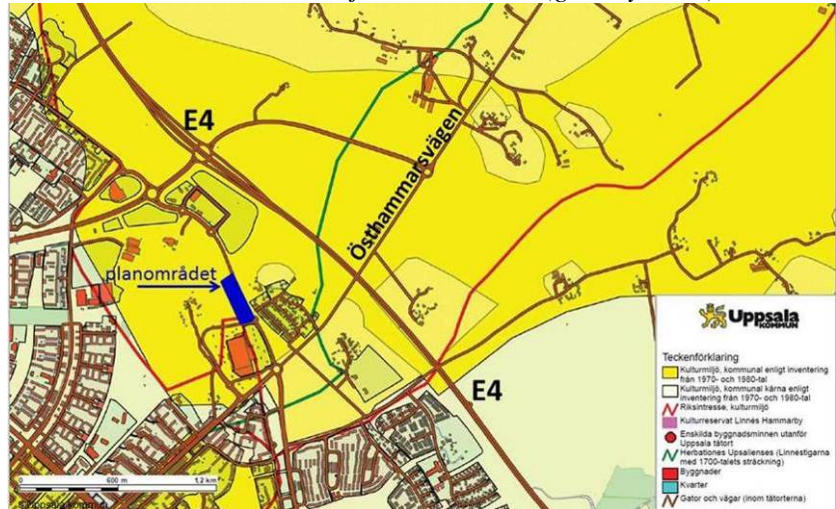 E4
Östhammarsvägen
planområdet
E4
Uppsala
KOMMUN
Teckenförklaring
Kulturmiljö, kommunal enligt inventering
från 1970- och 1980-tal
Kulturmiljö, kommunal kärna enligt
inventering från 1970- och 1980-tal
Riksintresse, kulturmiljö
Kulturreservat Linnés Hammarby
Enskilda byggnadsminnen utanför
Uppsala tätort
Herbationes Upsalienses (Linnestigarna
med 1700-talets sträckning)
Byggnader
Kvarter
Gator och vägar (inom tätorterna)
0 600 m 1,2 km